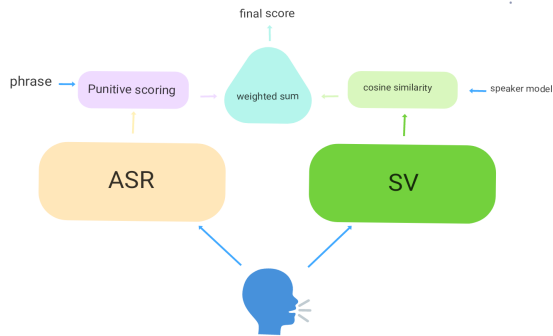 final score
phrase
Punitive scoring
weighted sum
cosine similarity
speaker model
ASR
SV